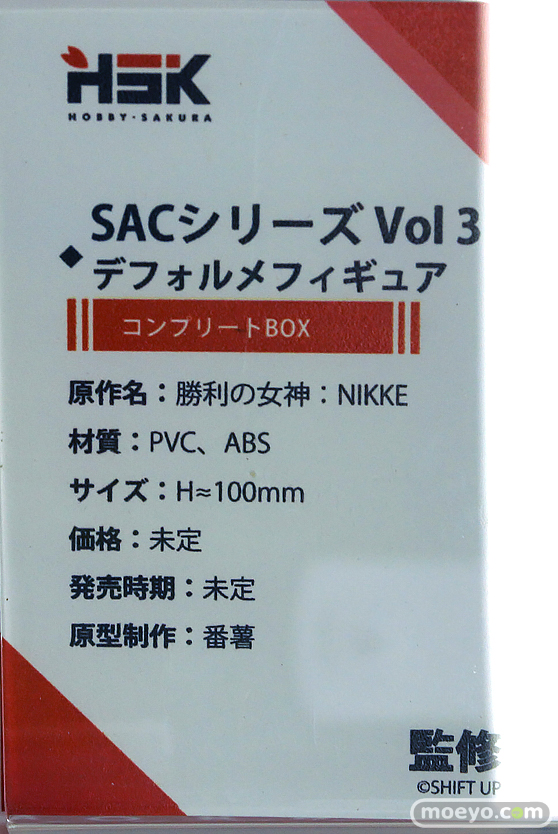 HSK
HOBBY・SAKURA
SACシリーズ Vol 3
デフォルメフィギュア
コンプリートBOX
原作名：勝利の女神：NIKKE
材質：PVC、ABS
サイズ：H≈100mm
価格：未定
発売時期：未定
原型制作：番薯
監修
©SHIFT UP
moeyo.com